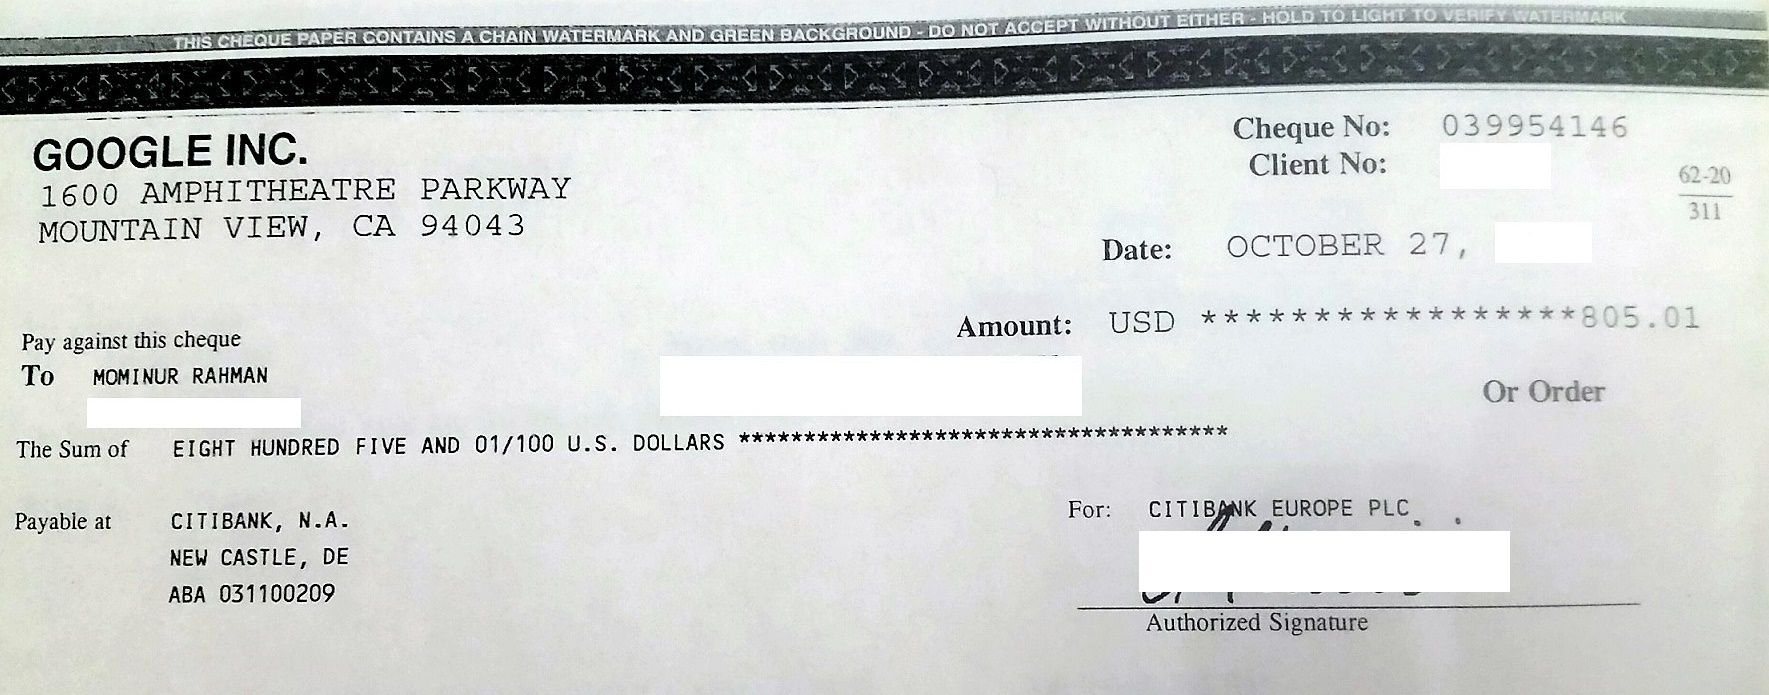 THIS CHEQUE PAPER CONTAINS A CHAIN WATERMARK AND GREEN BACKGROUND - DO NOT ACCEPT WITHOUT EITHER - HOLD TO LIGHT TO VERIFY WATERMARK
GOOGLE INC.
1600 AMPHITHEATRE PARKWAY
MOUNTAIN VIEW, CA 94043
Cheque No: 039954146
Client No:
62-20
311
Date: OCTOBER 27,
Amount: USD *****************805.01
Pay against this cheque
To MOMINUR RAHMAN
Or Order
The Sum of EIGHT HUNDRED FIVE AND 01/100 U.S. DOLLARS **************************************
Payable at CITIBANK, N.A.
NEW CASTLE, DE
ABA 031100209
For: CITIBANK EUROPE PLC
Authorized Signature